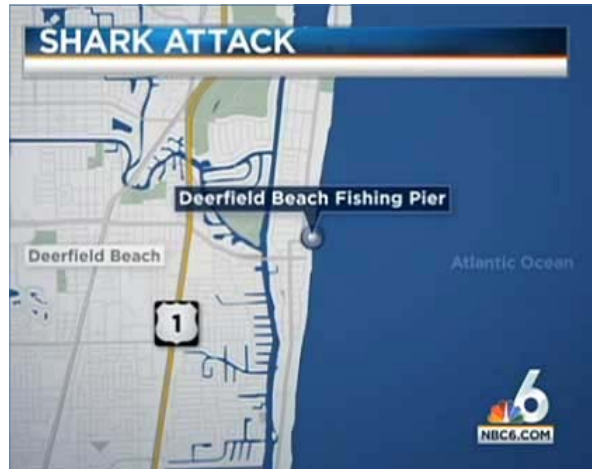 SHARK ATTACK
Deerfield Beach Fishing Pier
Deerfield Beach
Atlantic Ocean
1
6
NBC6.COM